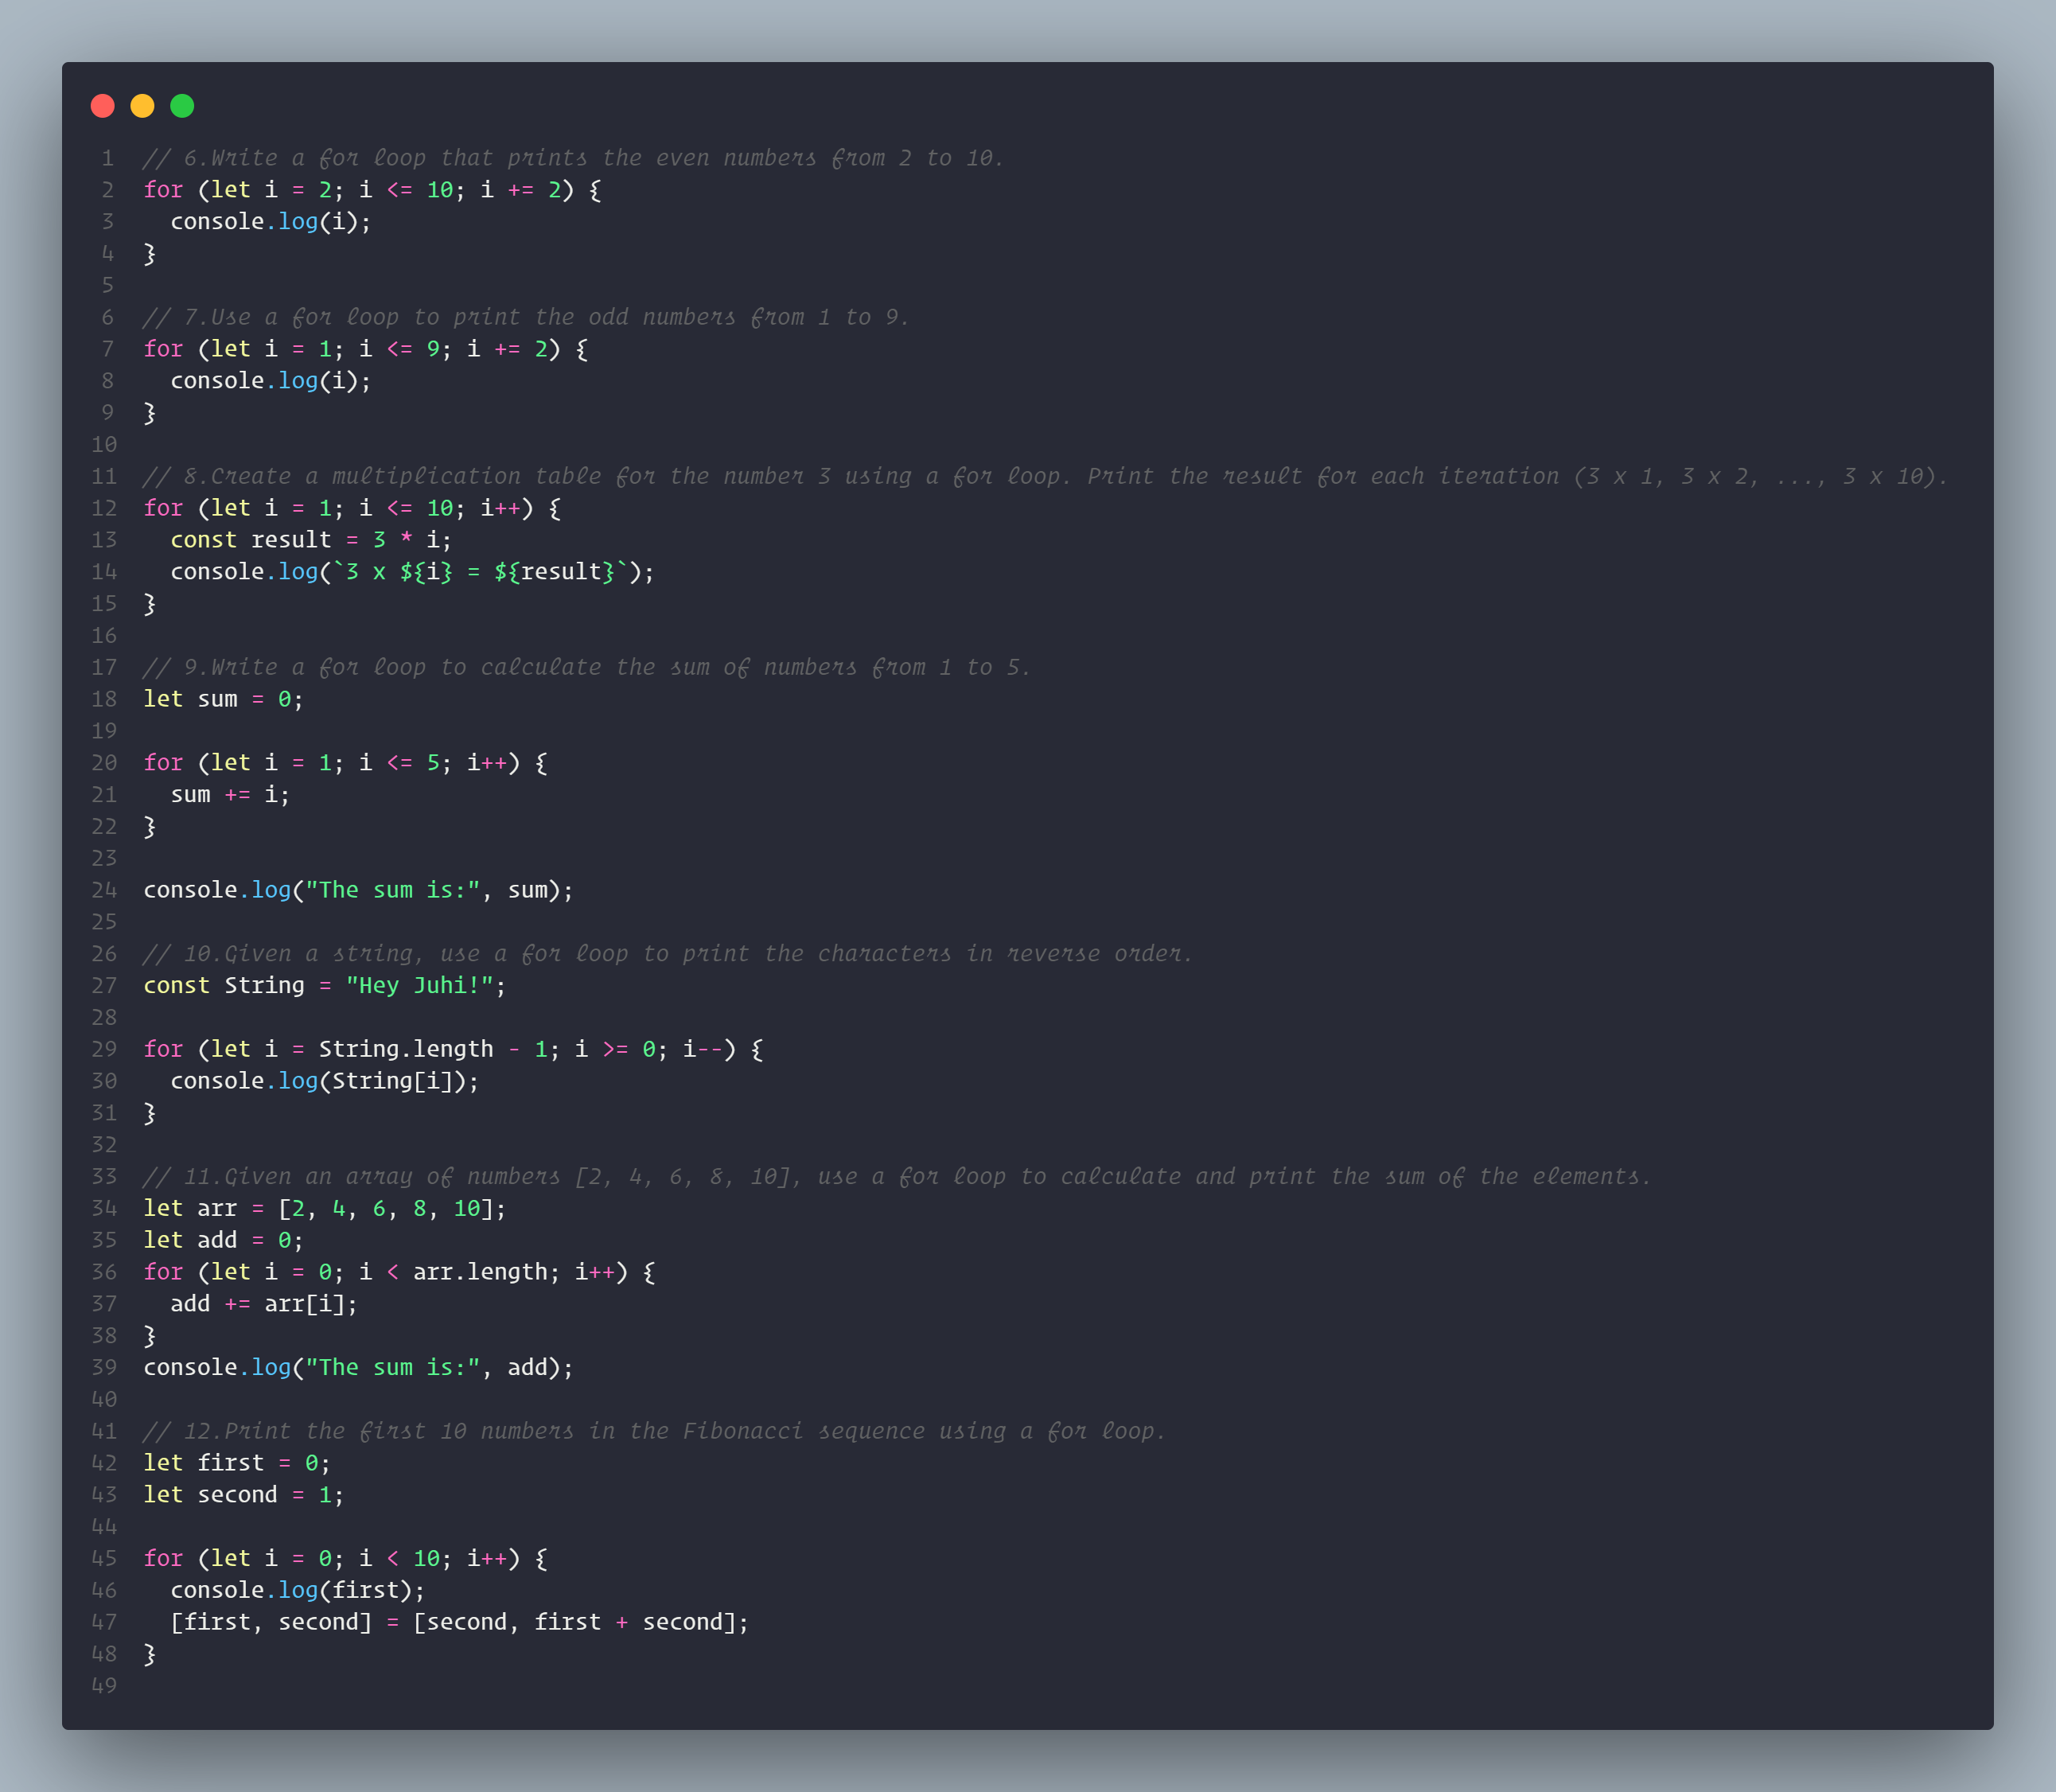 1 // 6.Write a for loop that prints the even numbers from 2 to 10.
2 for (let i = 2; i <= 10; i += 2) {
3   console.log(i);
4 }
5
6 // 7.Use a for loop to print the odd numbers from 1 to 9.
7 for (let i = 1; i <= 9; i += 2) {
8   console.log(i);
9 }
10
11 // 8.Create a multiplication table for the number 3 using a for loop. Print the result for each iteration (3 x 1, 3 x 2, ..., 3 x 10).
12 for (let i = 1; i <= 10; i++) {
13   const result = 3 * i;
14   console.log(`3 x ${i} = ${result}`);
15 }
16
17 // 9.Write a for loop to calculate the sum of numbers from 1 to 5.
18 let sum = 0;
19
20 for (let i = 1; i <= 5; i++) {
21   sum += i;
22 }
23
24 console.log("The sum is:", sum);
25
26 // 10.Given a string, use a for loop to print the characters in reverse order.
27 const String = "Hey Juhi!";
28
29 for (let i = String.length - 1; i >= 0; i--) {
30   console.log(String[i]);
31 }
32
33 // 11.Given an array of numbers [2, 4, 6, 8, 10], use a for loop to calculate and print the sum of the elements.
34 let arr = [2, 4, 6, 8, 10];
35 let add = 0;
36 for (let i = 0; i < arr.length; i++) {
37   add += arr[i];
38 }
39 console.log("The sum is:", add);
40
41 // 12.Print the first 10 numbers in the Fibonacci sequence using a for loop.
42 let first = 0;
43 let second = 1;
44
45 for (let i = 0; i < 10; i++) {
46   console.log(first);
47   [first, second] = [second, first + second];
48 }
49